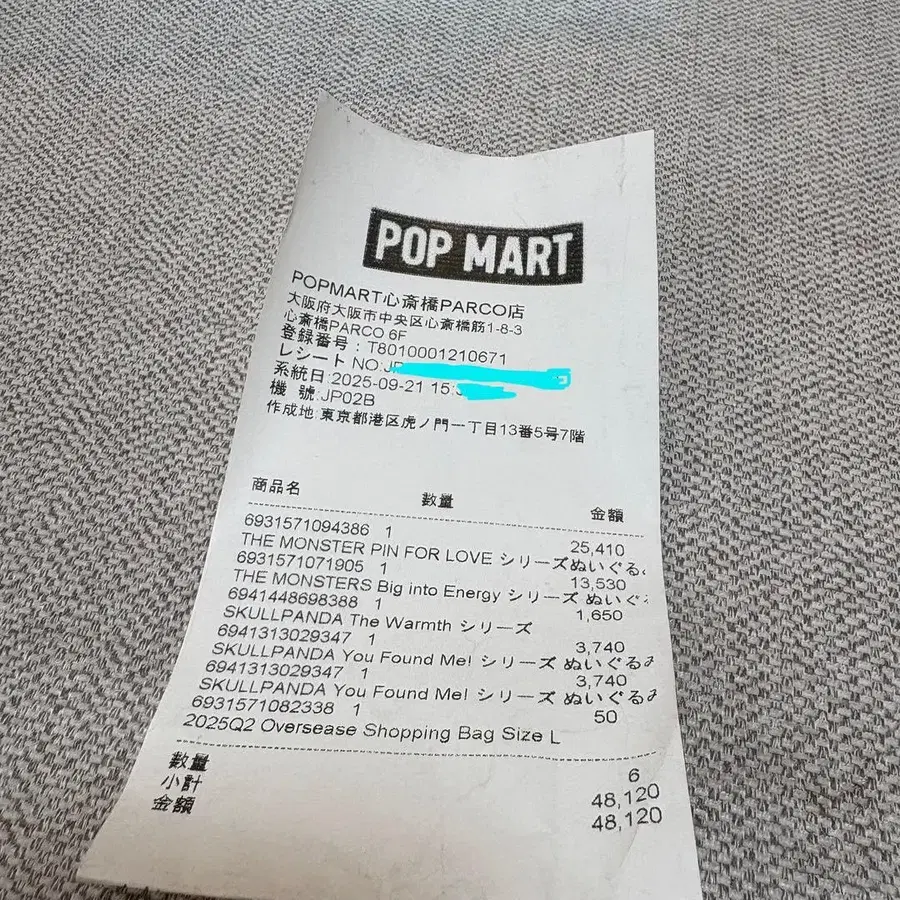 POP MART
POPMART心斎橋PARCO店
大阪府大阪市中央区心斎橋筋1-8-3
心斎橋PARCO 6F
登録番号：T8010001210671
レシート NO:
系統日:2025-09-21 15:
機 號:JP02B
作成地:東京都港区虎ノ門一丁目13番5号7階
商品名 數量 金額
6931571094386 1 25,410
THE MONSTER PIN FOR LOVE シリーズぬいぐる
6931571071905 1 13,530
THE MONSTERS Big into Energy シリーズ ぬいぐ
6941448698388 1 1,650
SKULLPANDA The Warmth シリーズ
6941313029347 1 3,740
SKULLPANDA You Found Me! シリーズ ぬいぐるみ
6941313029347 1 3,740
SKULLPANDA You Found Me! シリーズ ぬいぐるみ
6931571082338 1 50
2025Q2 Oversease Shopping Bag Size L
數量 6
小計 48,120
金額 48,120